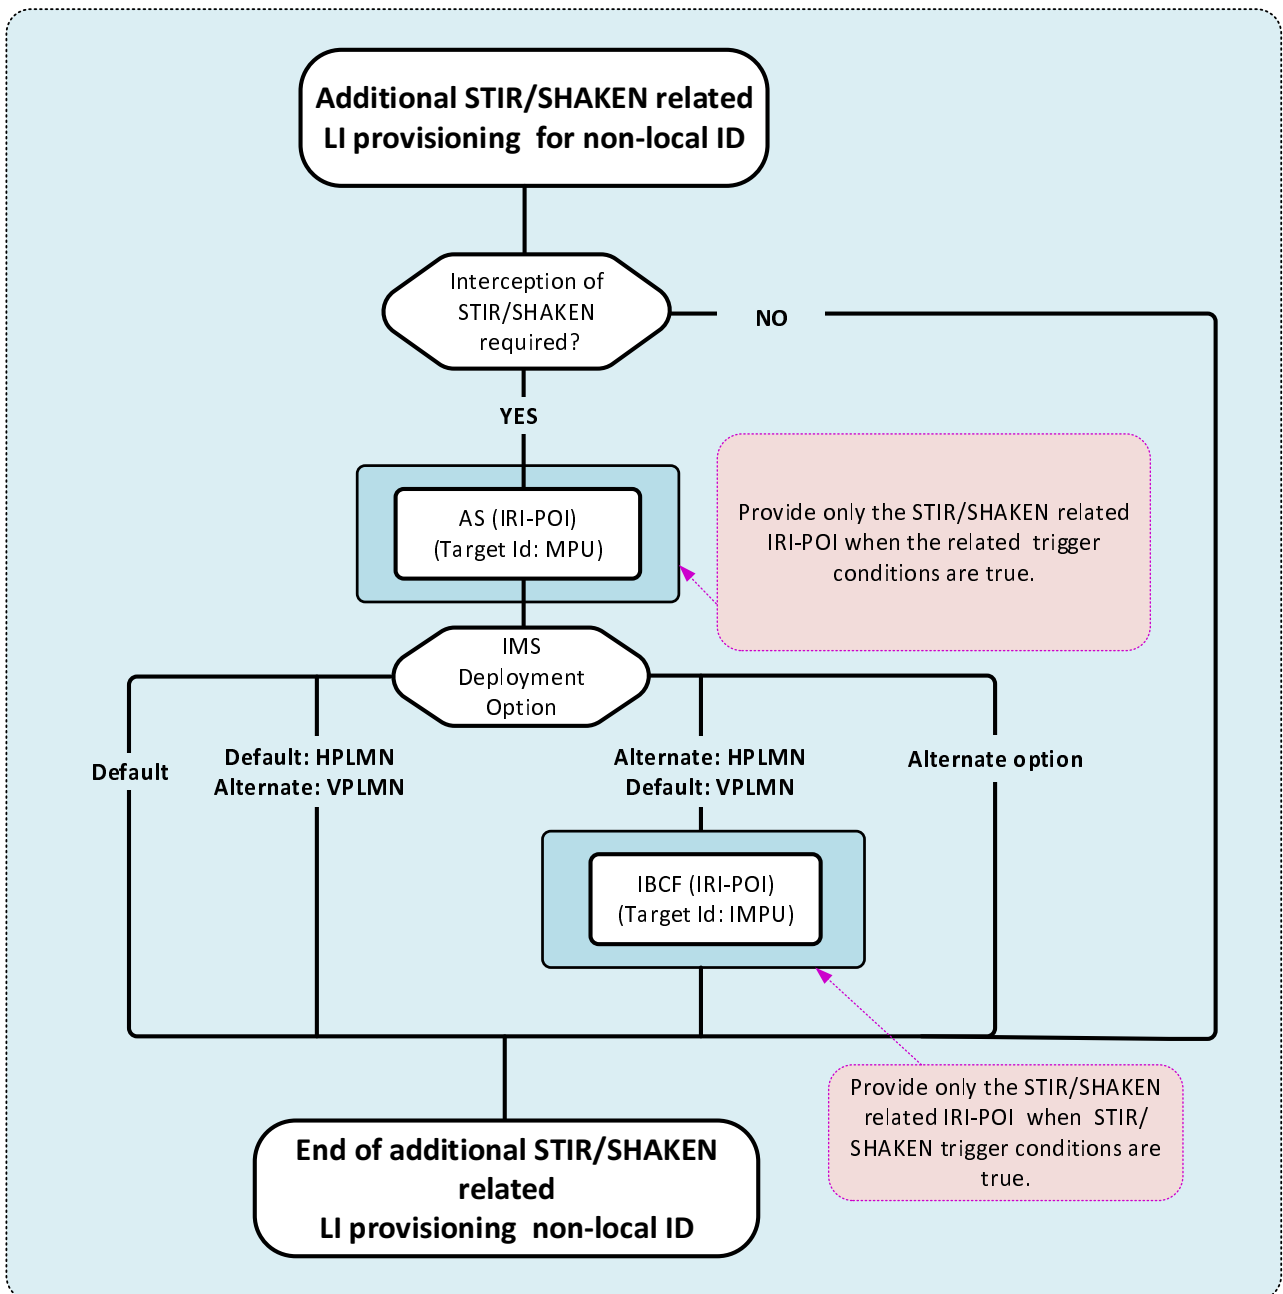 Additional STIR/SHAKEN related
LI provisioning for non-local ID
Interception of
STIR/SHAKEN
required?
NO
YES
AS (IRI-POI)
(Target Id: MPU)
Provide only the STIR/SHAKEN related
IRI-POI when the related trigger
conditions are true.
IMS
Deployment
Option
Default
Default: HPLMN
Alternate: VPLMN
Alternate: HPLMN
Default: VPLMN
Alternate option
IBCF (IRI-POI)
(Target Id: IMPU)
Provide only the STIR/SHAKEN
related IRI-POI when STIR/
SHAKEN trigger conditions are
true.
End of additional STIR/SHAKEN
related
LI provisioning non-local ID